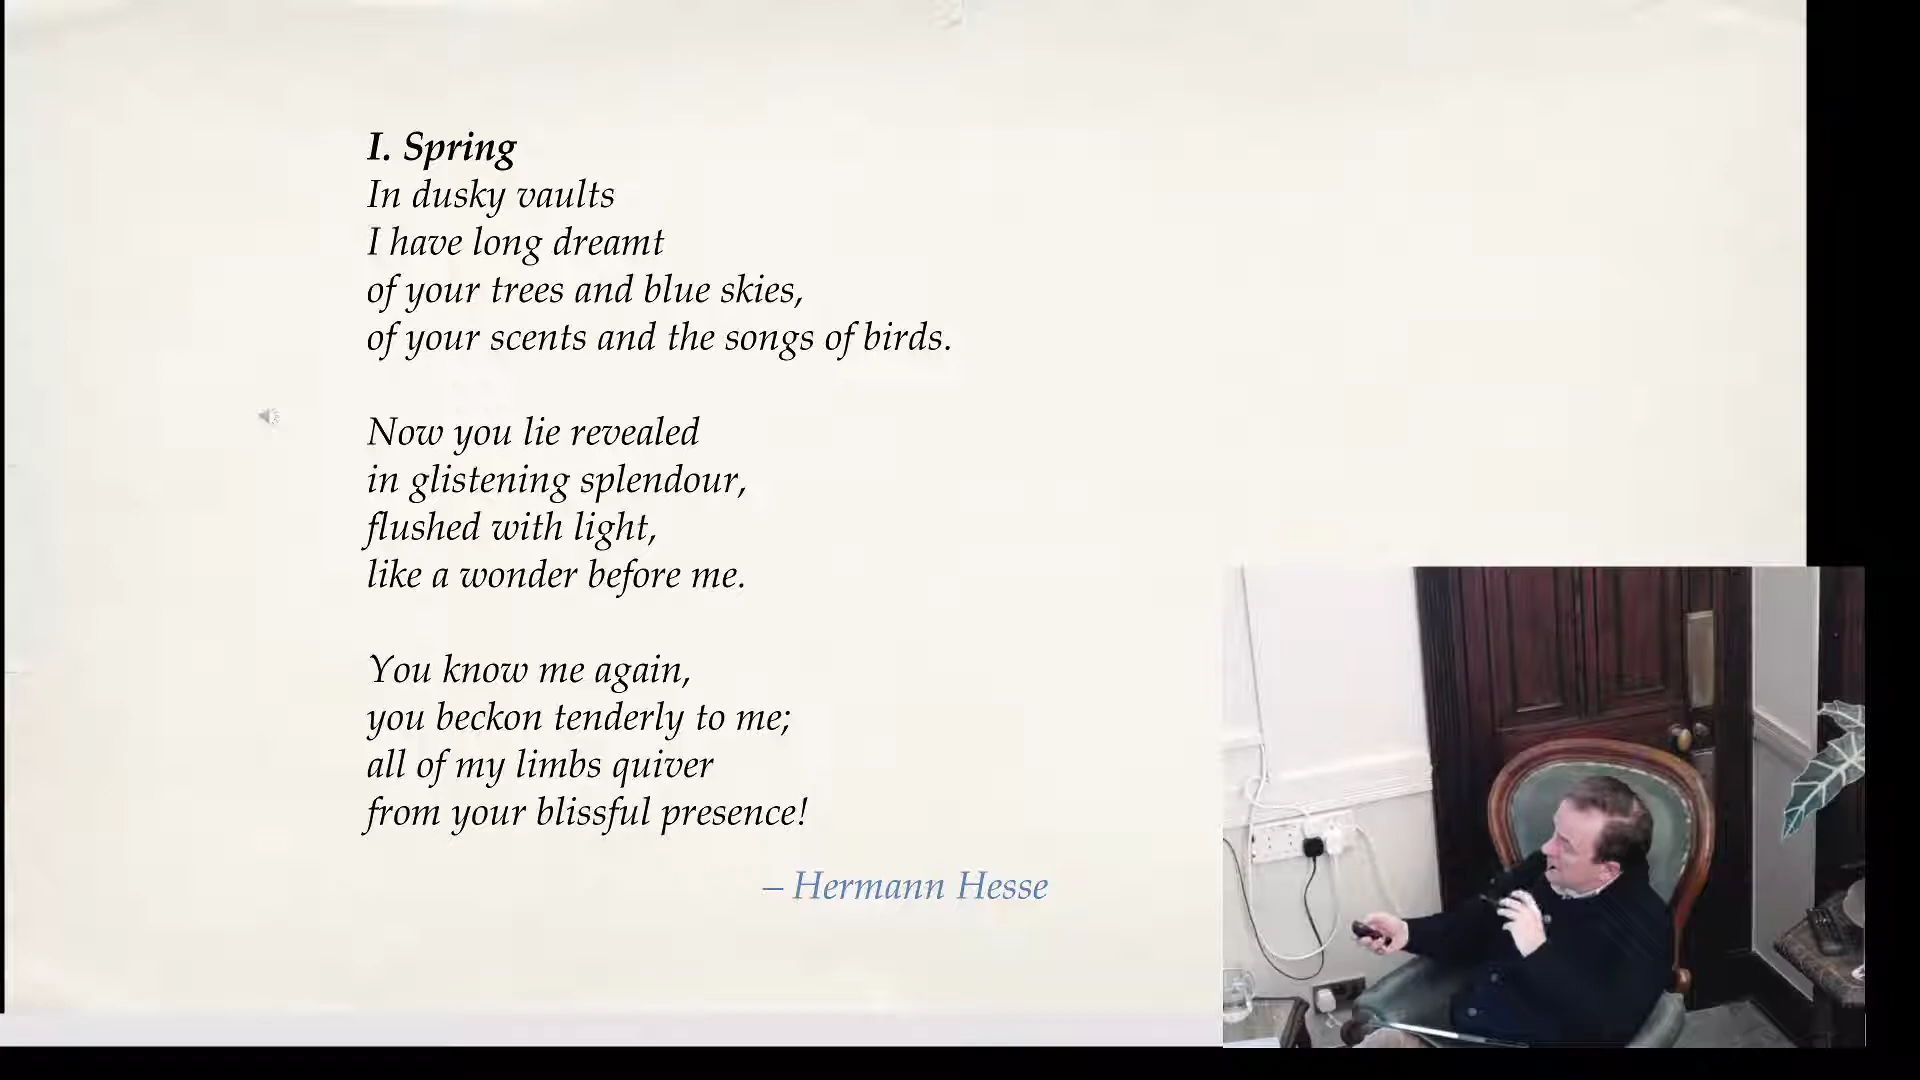 I. Spring
In dusky vaults
I have long dreamt
of your trees and blue skies,
of your scents and the songs of birds.
Now you lie revealed
in glistening splendour,
flushed with light,
like a wonder before me.
You know me again,
you beckon tenderly to me;
all of my limbs quiver
from your blissful presence!
– Hermann Hesse